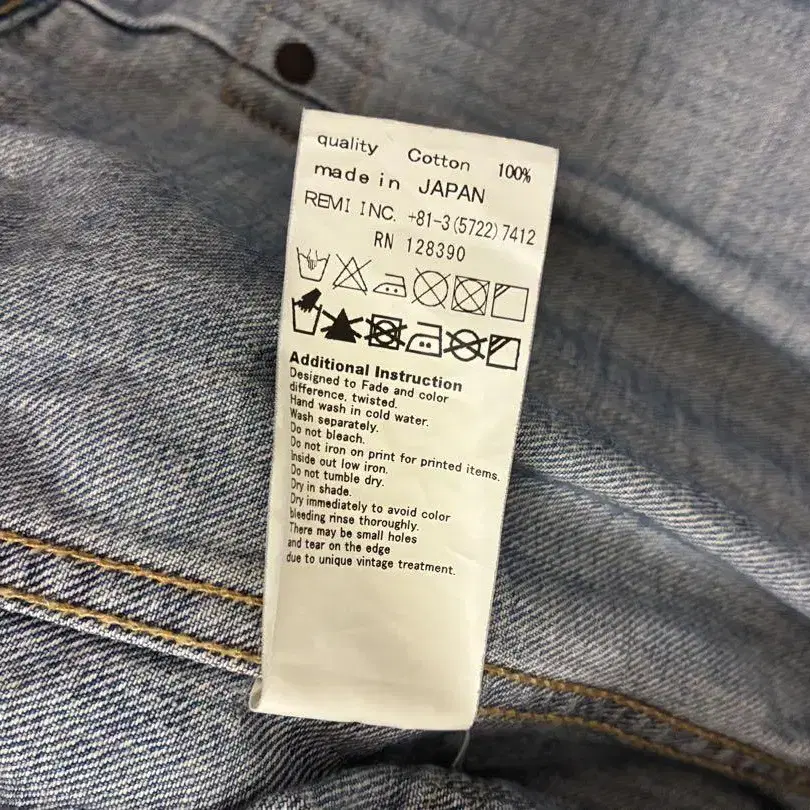 quality Cotton 100%
made in JAPAN
REMI INC. +81-3(5722)7412
RN 128390
Additional Instruction
Designed to Fade and color
difference, twisted.
Hand wash in cold water.
Wash separately.
Do not bleach.
Do not iron on print for printed items.
Inside out low iron.
Do not tumble dry.
Dry in shade.
Dry immediately to avoid color
bleeding rinse thoroughly.
There may be small holes
and tear on the edge
due to unique vintage treatment.